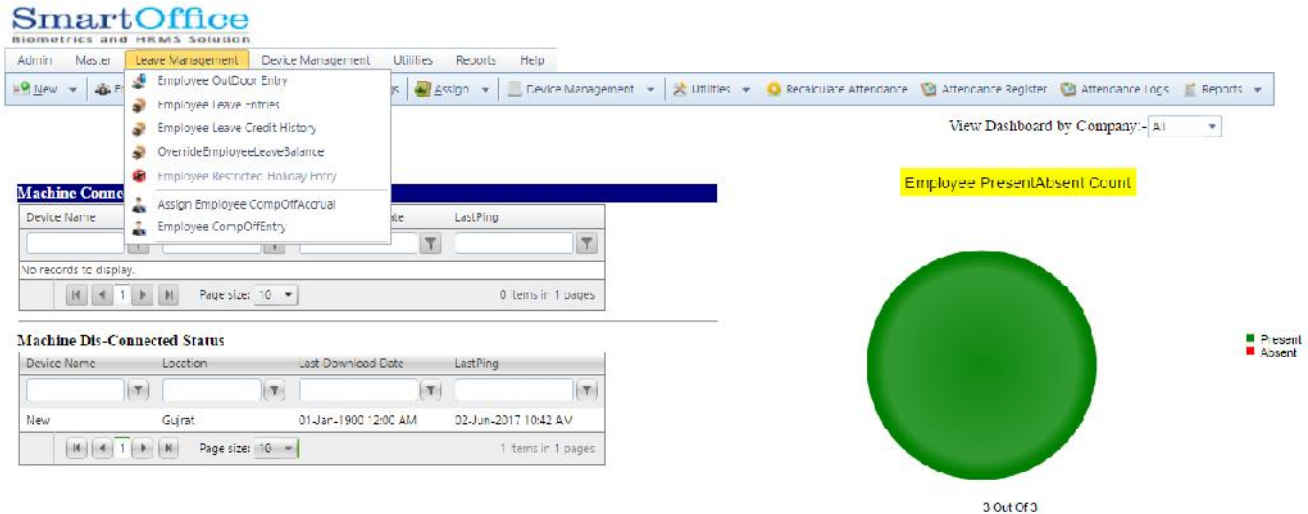 SmartOffice
Biometrics and HRMS Solution
Admin Master Leave Management Device Management Utilities Reports Help
New Assign Device Management Utilities Recalculate Attendance Attendance Register Attendance Logs Reports
Employee OutDoor Entry
Employee Leave Entries
Employee Leave Credit History
OverrideEmployeeLeaveBalance
Employee Restricted Holiday Entry
Assign Employee CompOffAccrual
Employee CompOffEntry
View Dashboard by Company:- All
Machine Conne
Device Name LastPing
No records to display.
1 Page size: 10 0 items in 1 pages
Machine Dis-Connected Status
Device Name Location Last Download Date LastPing
New Gujrat 01-Jan-1900 12:00 AM 02-Jun-2017 10:42 AM
1 Page size: 10 1 items in 1 pages
Employee PresentAbsent Count
Present
Absent
3 Out Of 3